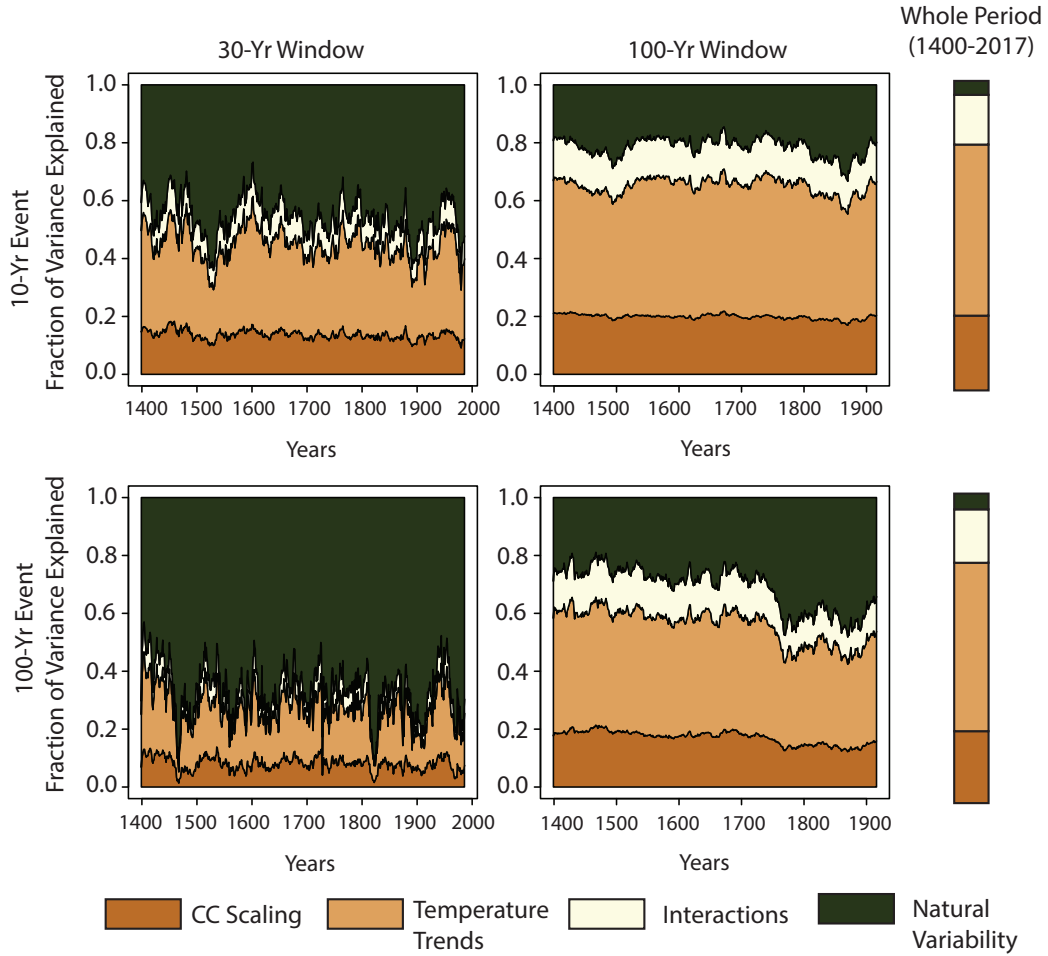 30-Yr Window
100-Yr Window
Whole Period
(1400-2017)
10-Yr Event
Fraction of Variance Explained
1.0
0.8
0.6
0.4
0.2
0.0
1400 1500 1600 1700 1800 1900 2000
Years
1.0
0.8
0.6
0.4
0.2
0.0
1400 1500 1600 1700 1800 1900
Years
100-Yr Event
Fraction of Variance Explained
1.0
0.8
0.6
0.4
0.2
0.0
1400 1500 1600 1700 1800 1900 2000
Years
1.0
0.8
0.6
0.4
0.2
0.0
1400 1500 1600 1700 1800 1900
Years
CC Scaling
Temperature
Trends
Interactions
Natural
Variability